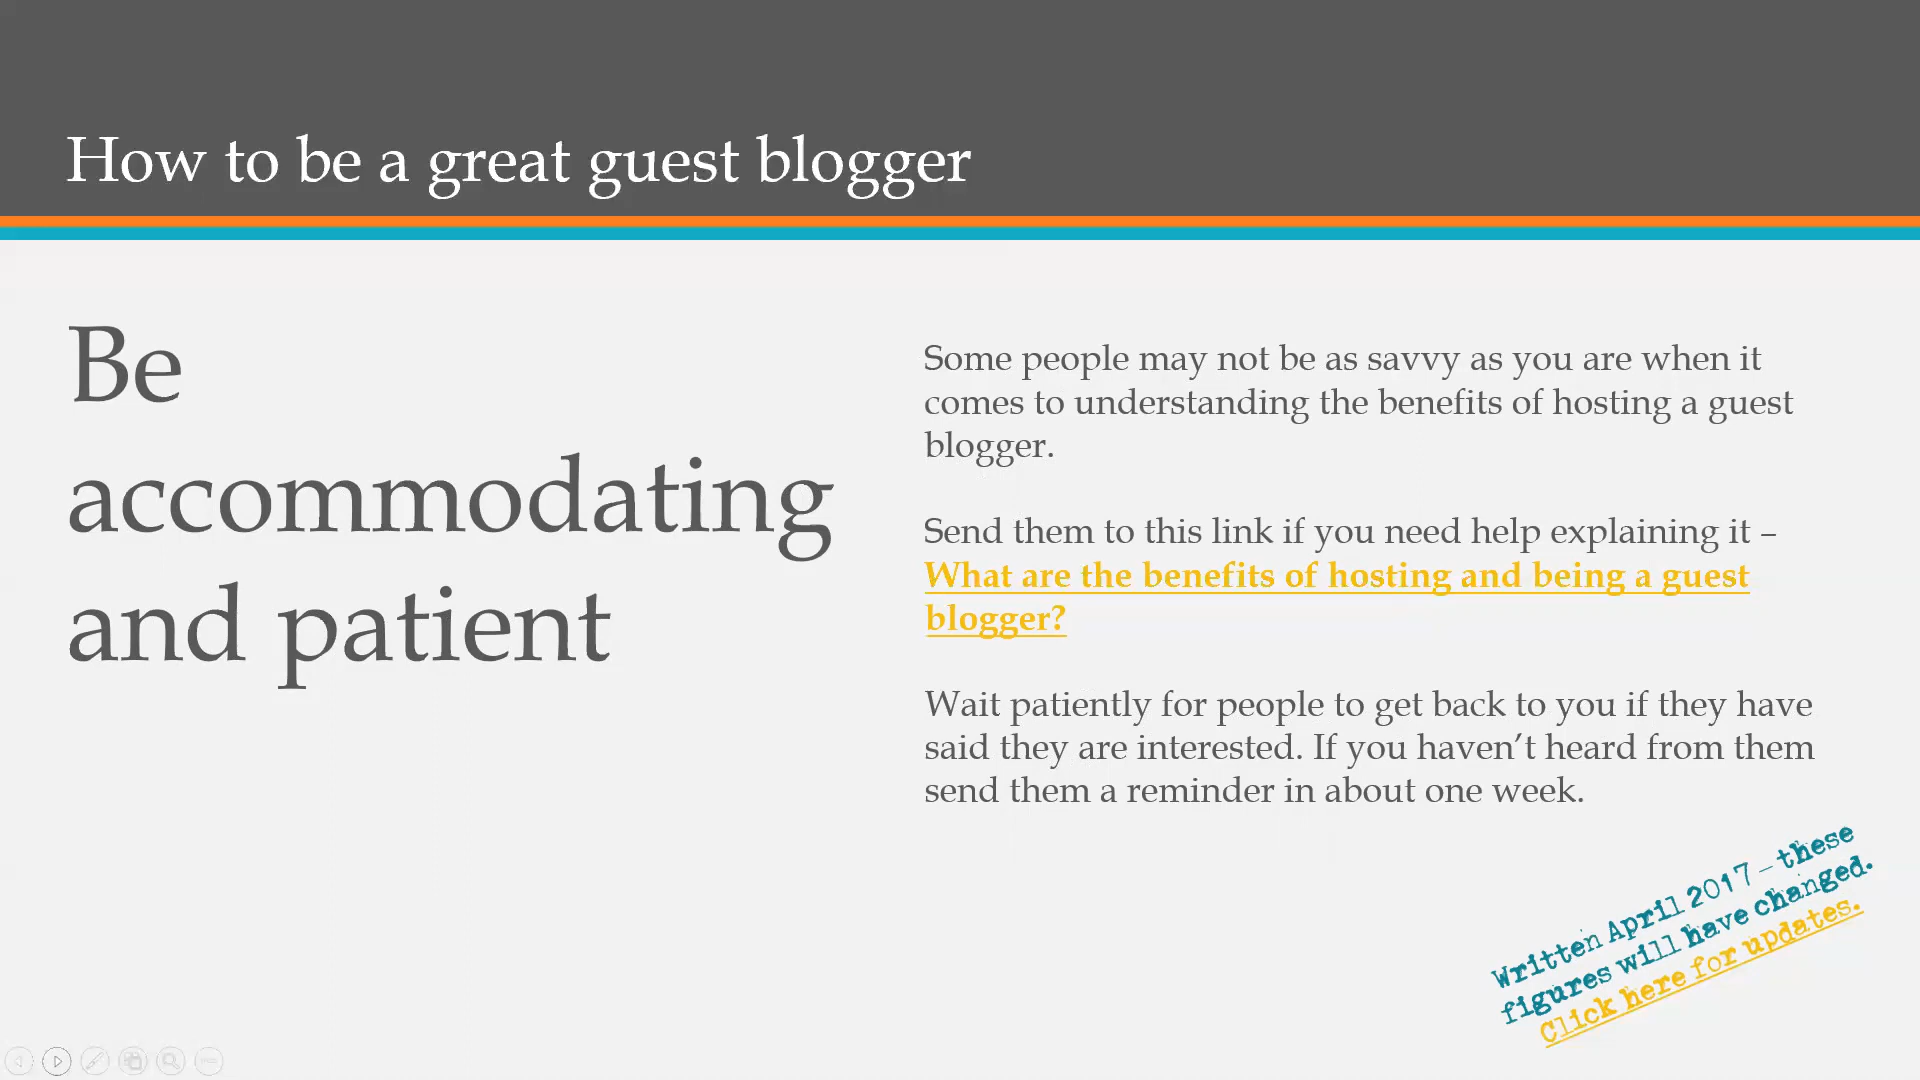 How to be a great guest blogger
Be
accommodating
and patient
Some people may not be as savvy as you are when it
comes to understanding the benefits of hosting a guest
blogger.
Send them to this link if you need help explaining it –
What are the benefits of hosting and being a guest
blogger?
Wait patiently for people to get back to you if they have
said they are interested. If you haven’t heard from them
send them a reminder in about one week.
Written April 2017 – these
figures will have changed.
Click here for updates.